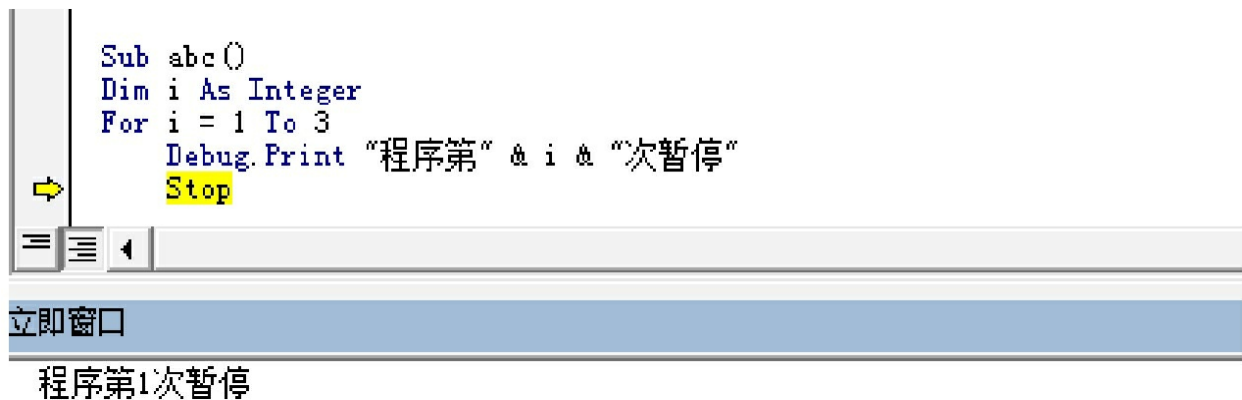 Sub abc()
Dim i As Integer
For i = 1 To 3
Debug.Print "程序第" & i & "次暂停"
Stop
立即窗口
程序第1次暂停